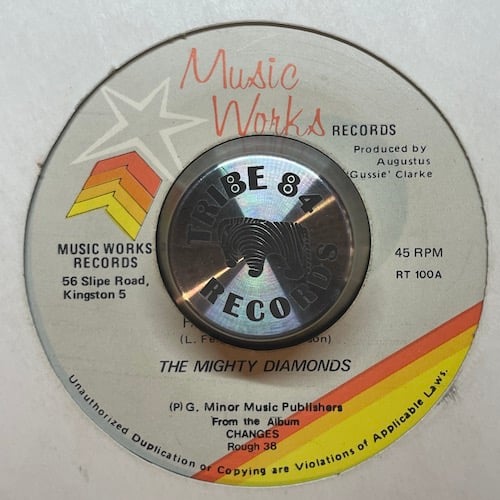 Music
Works RECORDS
Produced by
Augustus
'Gussie' Clarke
TRIBE 84
RECORDS
MUSIC WORKS
RECORDS
56 Slipe Road,
Kingston 5
45 RPM
RT 100A
THE MIGHTY DIAMONDS
(P) G. Minor Music Publishers
From the Album
CHANGES
Rough 38
Unauthorized Duplication or Copying are Violations of Applicable Laws.